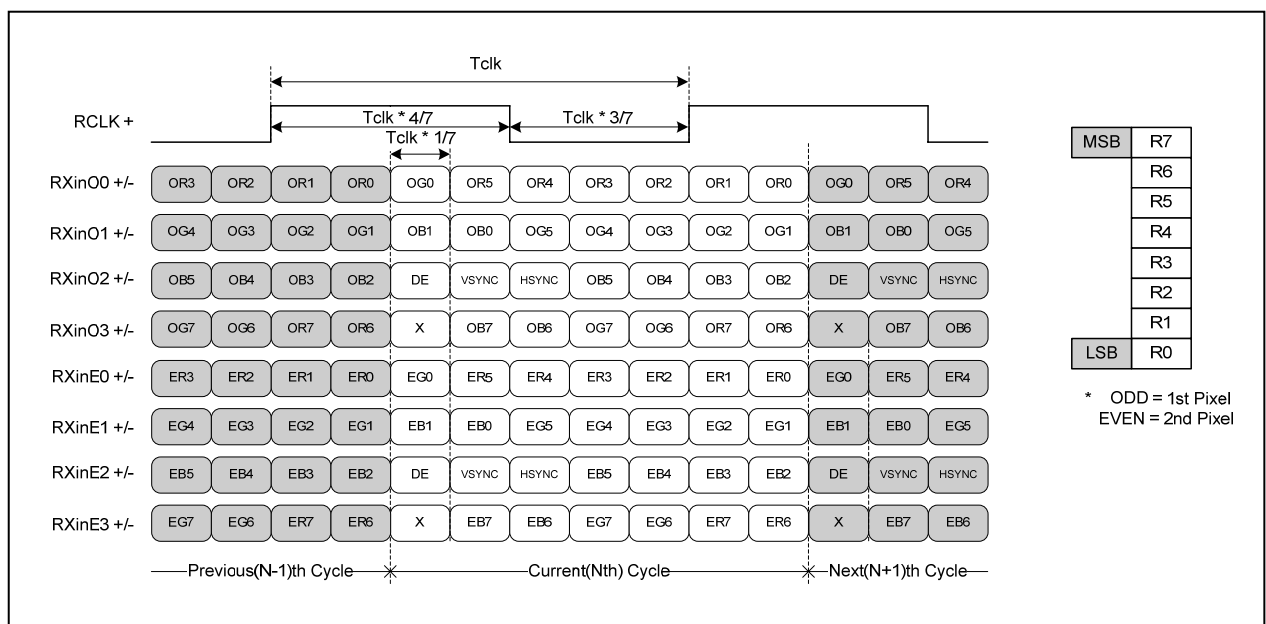 Tclk
RCLK +
Tclk * 4/7
Tclk * 3/7
Tclk * 1/7
RXinO0 +/- OR3 OR2 OR1 OR0 OG0 OR5 OR4 OR3 OR2 OR1 OR0 OG0 OR5 OR4
RXinO1 +/- OG4 OG3 OG2 OG1 OB1 OB0 OG5 OG4 OG3 OG2 OG1 OB1 OB0 OG5
RXinO2 +/- OB5 OB4 OB3 OB2 DE VSYNC HSYNC OB5 OB4 OB3 OB2 DE VSYNC HSYNC
RXinO3 +/- OG7 OG6 OR7 OR6 X OB7 OB6 OG7 OG6 OR7 OR6 X OB7 OB6
RXinE0 +/- ER3 ER2 ER1 ER0 EG0 ER5 ER4 ER3 ER2 ER1 ER0 EG0 ER5 ER4
RXinE1 +/- EG4 EG3 EG2 EG1 EB1 EB0 EG5 EG4 EG3 EG2 EG1 EB1 EB0 EG5
RXinE2 +/- EB5 EB4 EB3 EB2 DE VSYNC HSYNC EB5 EB4 EB3 EB2 DE VSYNC HSYNC
RXinE3 +/- EG7 EG6 ER7 ER6 X EB7 EB6 EG7 EG6 ER7 ER6 X EB7 EB6
Previous(N-1)th Cycle Current(Nth) Cycle Next(N+1)th Cycle
MSB R7
R6
R5
R4
R3
R2
R1
LSB R0
* ODD = 1st Pixel
EVEN = 2nd Pixel